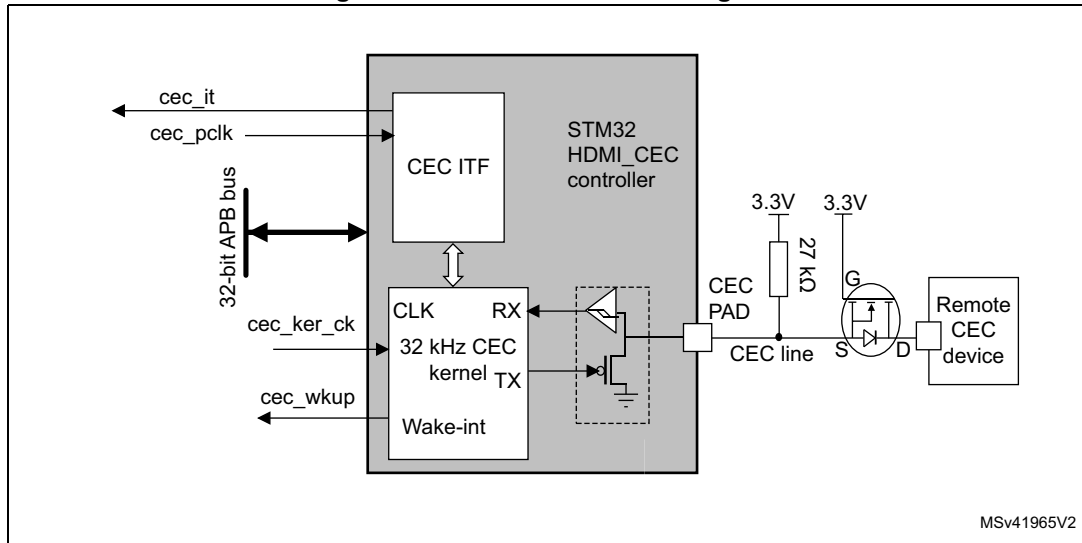 cec_it
cec_pclk
CEC ITF
STM32
HDMI_CEC
controller
32-bit APB bus
3.3V
3.3V
27 kΩ
G
S
D
CEC
PAD
CEC line
Remote
CEC
device
cec_ker_ck
CLK
RX
32 kHz CEC
kernel
TX
cec_wkup
Wake-int
MSv41965V2